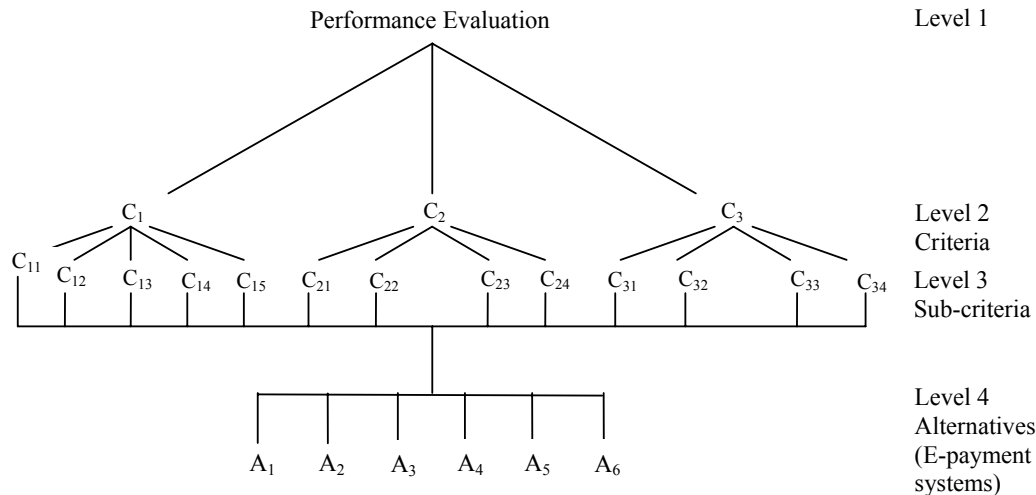 Performance Evaluation
Level 1
C₁ C₂ C₃
Level 2
Criteria
C₁₁ C₁₂ C₁₃ C₁₄ C₁₅ C₂₁ C₂₂ C₂₃ C₂₄ C₃₁ C₃₂ C₃₃ C₃₄
Level 3
Sub-criteria
A₁ A₂ A₃ A₄ A₅ A₆
Level 4
Alternatives
(E-payment
systems)